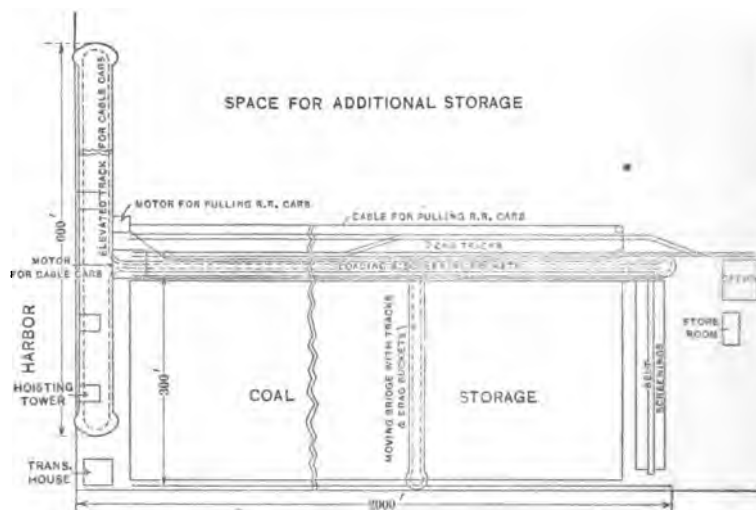 SPACE FOR ADDITIONAL STORAGE
ELEVATED TRACK FOR CABLE CARS
600'
MOTOR FOR PULLING R.R. CARS
CABLE FOR PULLING R.R. CARS
TRACKS
MOTOR
FOR CABLE CARS
LOADING
HARBOR
STORE
ROOM
HOISTING
TOWER
300'
COAL
STORAGE
MOVING BRIDGE WITH TRACKS
& DRAG BUCKETS
BELT
SCREENINGS
TRANS.
HOUSE
2000'